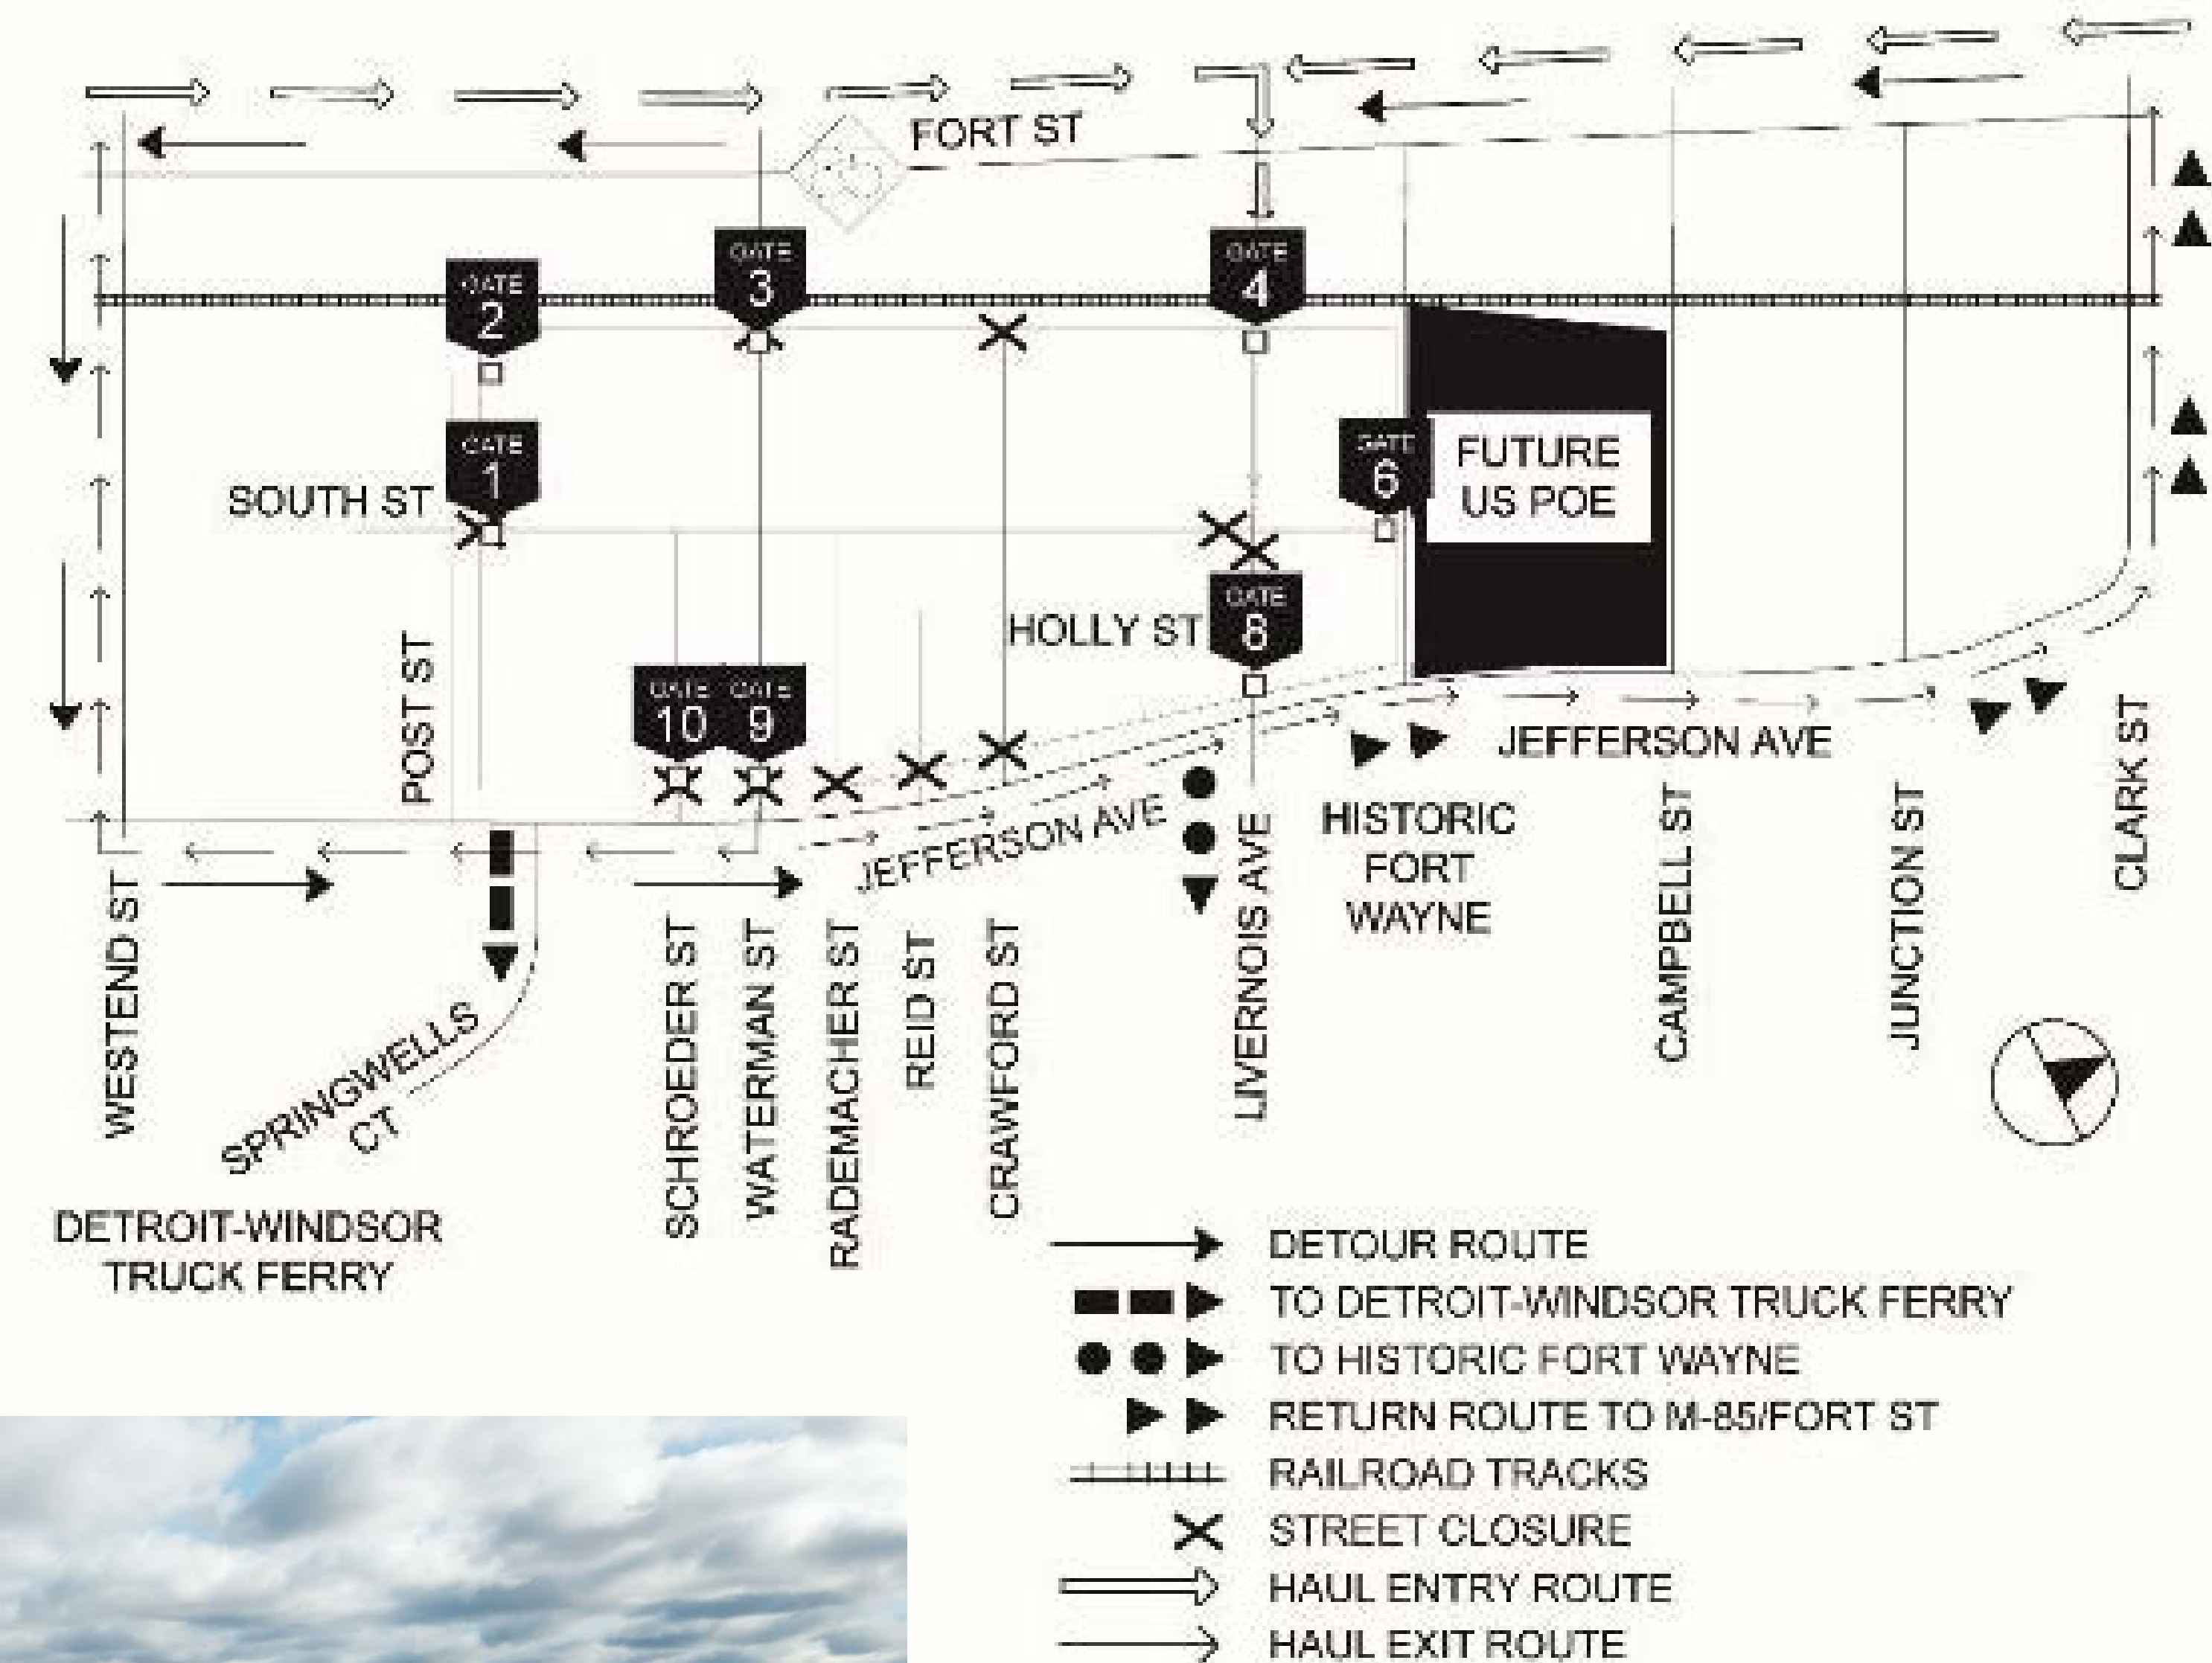 FORT ST
GATE
3
GATE
4
GATE
2
GATE
1
SOUTH ST
GATE
6
FUTURE
US POE
GATE
8
HOLLY ST
POST ST
GATE
10
GATE
9
JEFFERSON AVE
JEFFERSON AVE
HISTORIC
FORT
WAYNE
WESTEND ST
SPRINGWELLS
CT
SCHROEDER ST
WATERMAN ST
RADEMACHER ST
REID ST
CRAWFORD ST
LIVERNOIS AVE
CAMPBELL ST
JUNCTION ST
CLARK ST
DETROIT-WINDSOR
TRUCK FERRY
DETOUR ROUTE
TO DETROIT-WINDSOR TRUCK FERRY
TO HISTORIC FORT WAYNE
RETURN ROUTE TO M-85/FORT ST
RAILROAD TRACKS
STREET CLOSURE
HAUL ENTRY ROUTE
HAUL EXIT ROUTE